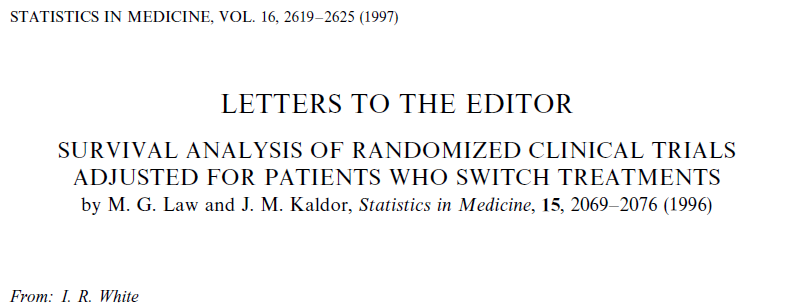 STATISTICS IN MEDICINE, VOL. 16, 2619–2625 (1997)
LETTERS TO THE EDITOR
SURVIVAL ANALYSIS OF RANDOMIZED CLINICAL TRIALS
ADJUSTED FOR PATIENTS WHO SWITCH TREATMENTS
by M. G. Law and J. M. Kaldor, Statistics in Medicine, 15, 2069–2076 (1996)
From: I. R. White